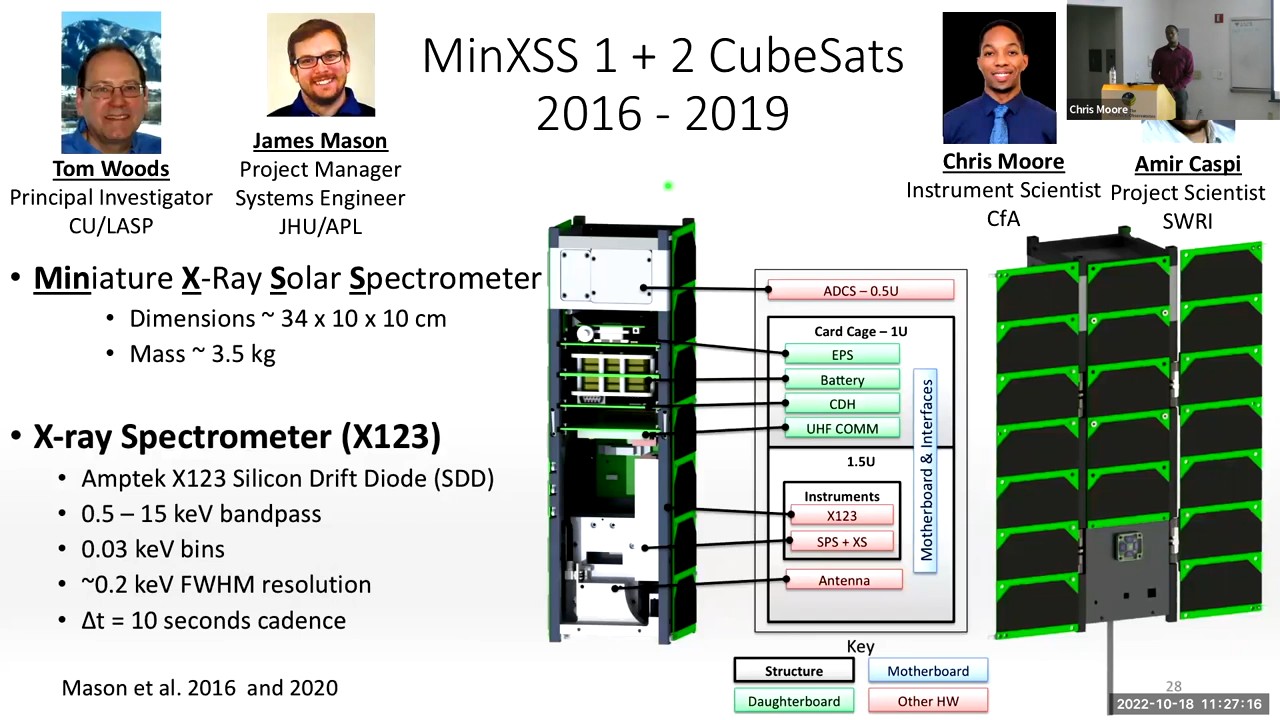 MinXSS 1 + 2 CubeSats
2016 - 2019
Tom Woods
Principal Investigator
CU/LASP
James Mason
Project Manager
Systems Engineer
JHU/APL
Chris Moore
Instrument Scientist
CfA
Chris Moore
Amir Caspi
Project Scientist
SWRI
• Miniature X-Ray Solar Spectrometer
• Dimensions ~ 34 x 10 x 10 cm
• Mass ~ 3.5 kg
• X-ray Spectrometer (X123)
• Amptek X123 Silicon Drift Diode (SDD)
• 0.5 – 15 keV bandpass
• 0.03 keV bins
• ~0.2 keV FWHM resolution
• Δt = 10 seconds cadence
Mason et al. 2016 and 2020
ADCS – 0.5U
Card Cage – 1U
EPS
Battery
CDH
UHF COMM
Motherboard & Interfaces
1.5U
Instruments
X123
SPS + XS
Antenna
Key
Structure
Motherboard
Daughterboard
Other HW
28
2022-10-18 11:27:16